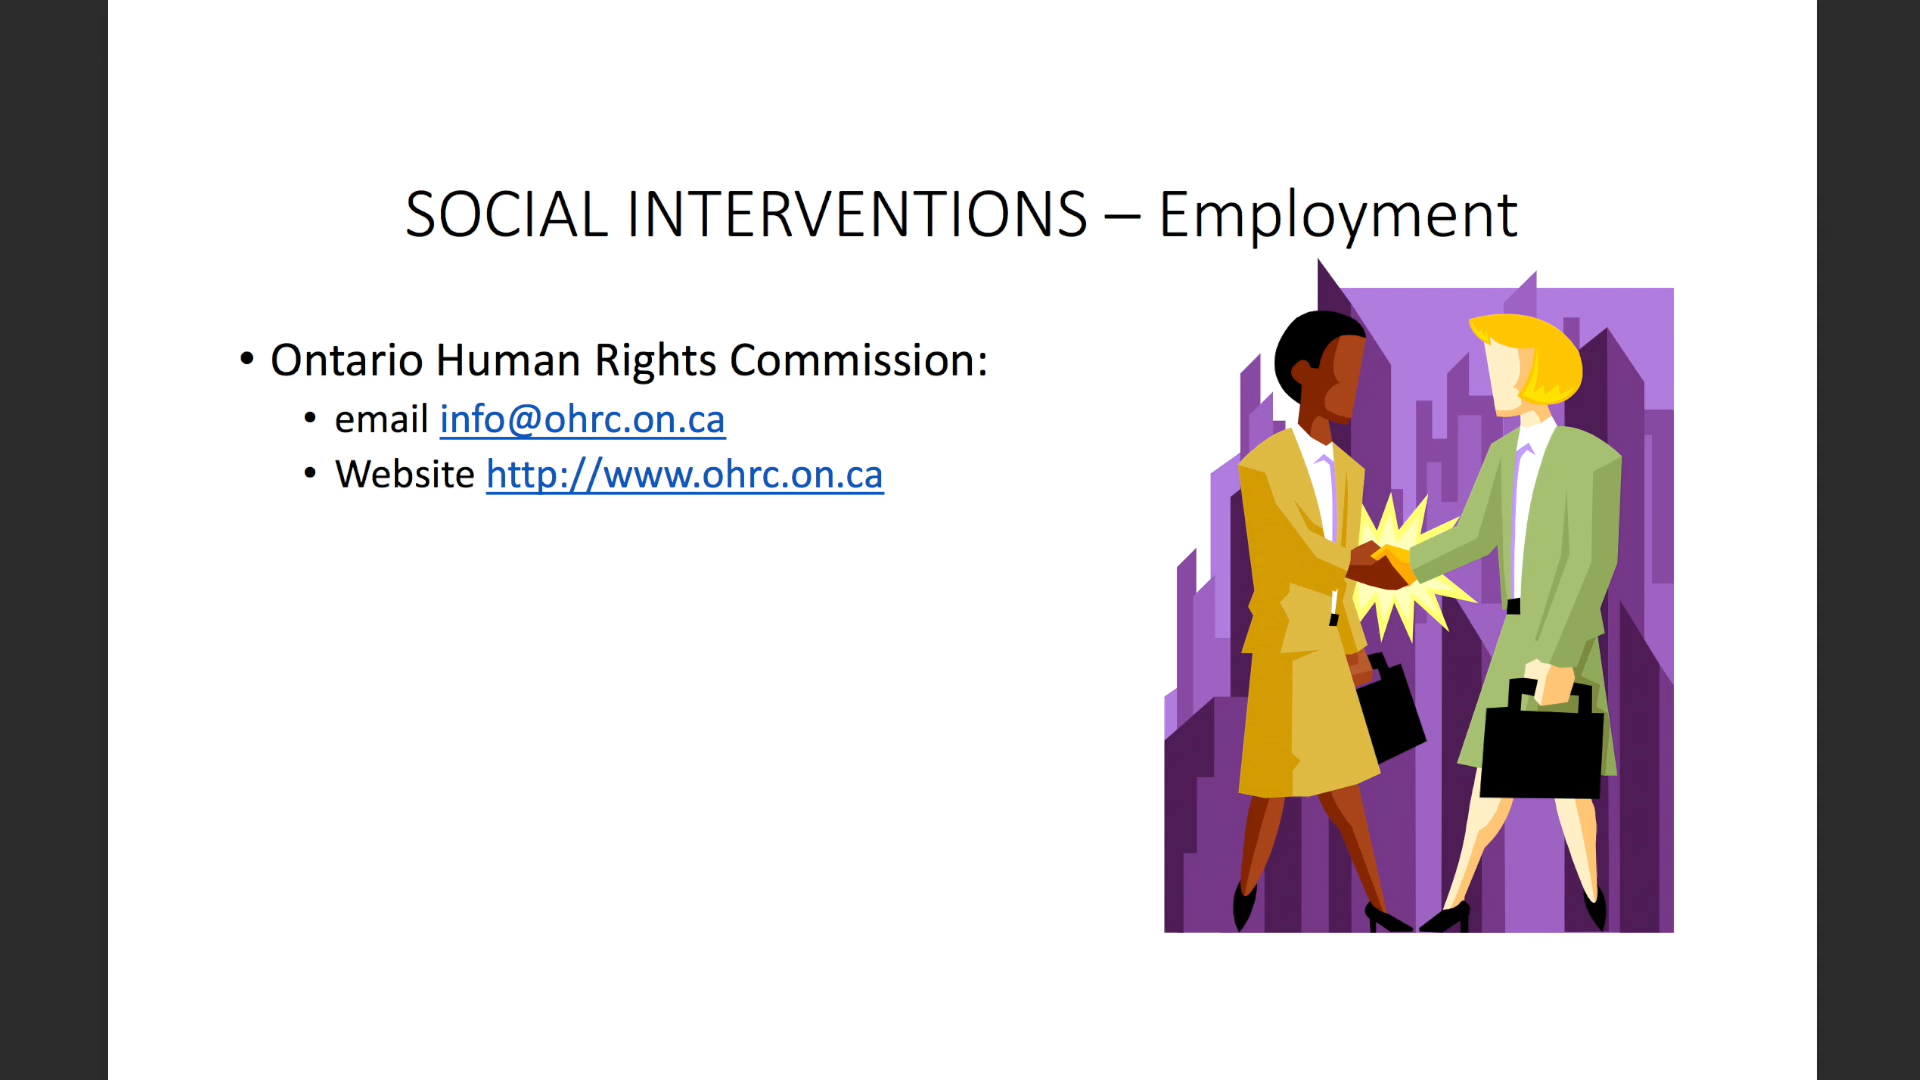 SOCIAL INTERVENTIONS – Employment
• Ontario Human Rights Commission:
• email info@ohrc.on.ca
• Website http://www.ohrc.on.ca